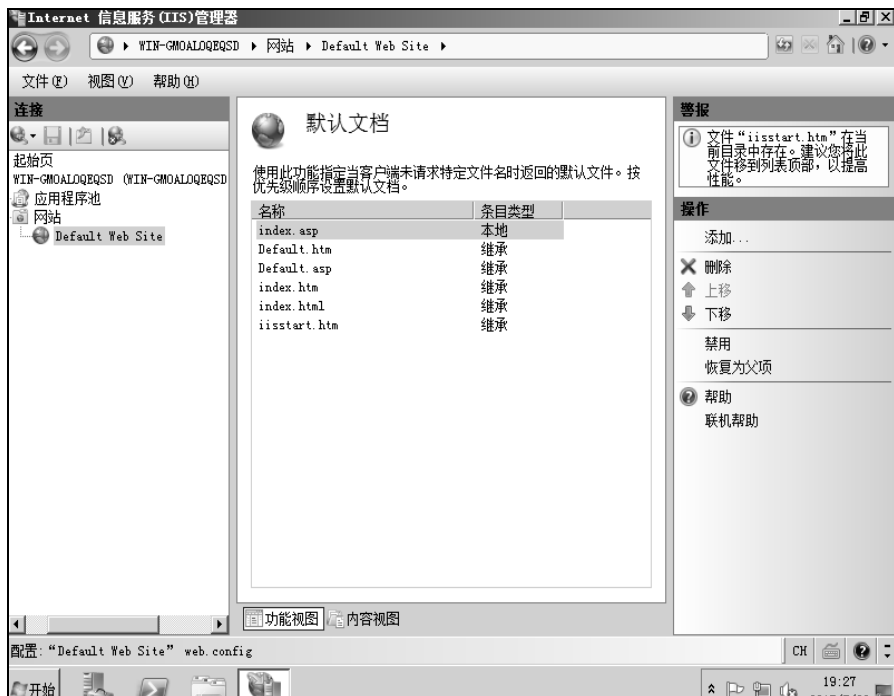 Internet 信息服务(IIS)管理器
WIN-GMOALOQEQSD ▸ 网站 ▸ Default Web Site ▸
文件(F) 视图(V) 帮助(H)
连接
起始页
WIN-GMOALOQEQSD (WIN-GMOALOQEQSD
应用程序池
网站
Default Web Site
默认文档
使用此功能指定当客户端未请求特定文件名时返回的默认文件。按
优先级顺序设置默认文档。
名称 条目类型
index.asp 本地
Default.htm 继承
Default.asp 继承
index.htm 继承
index.html 继承
iisstart.htm 继承
功能视图 内容视图
警报
文件“iisstart.htm”在当
前目录中存在。建议您将此
文件移到列表顶部，以提高
性能。
操作
添加...
删除
上移
下移
禁用
恢复为父项
帮助
联机帮助
配置:“Default Web Site” web.config
CH
开始
19:27